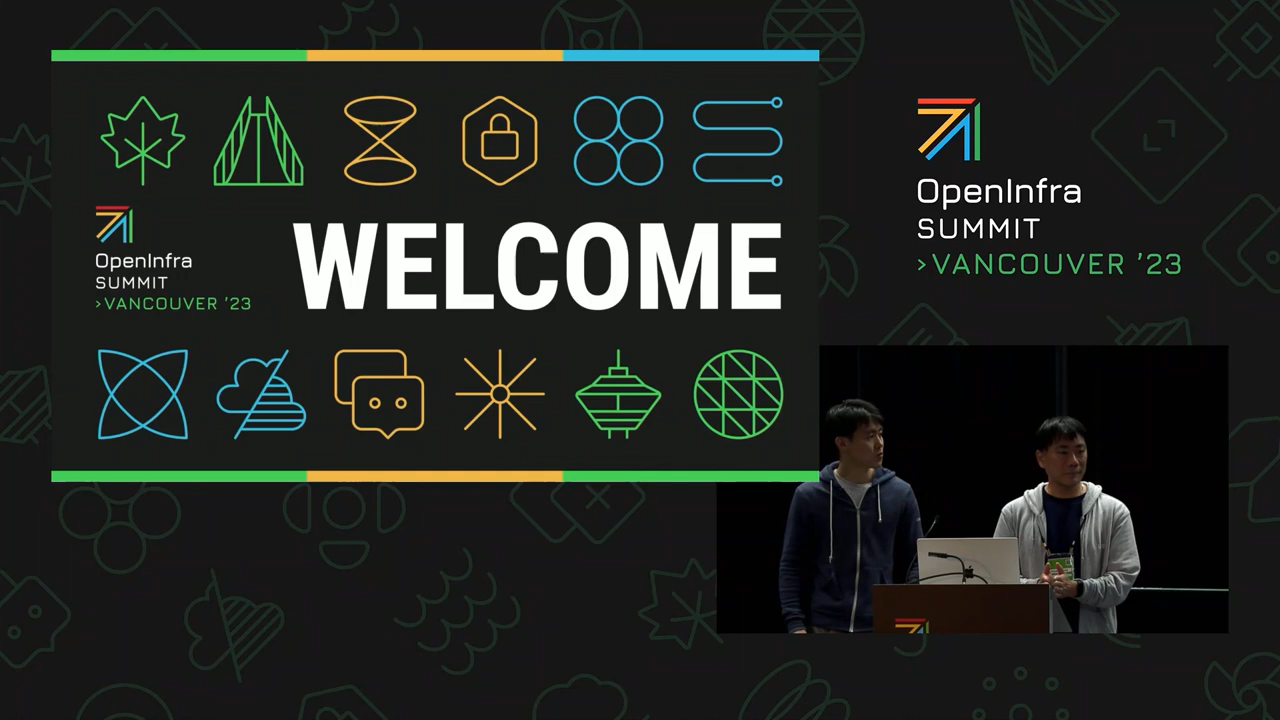 OpenInfra
SUMMIT
>VANCOUVER '23
WELCOME
OpenInfra
SUMMIT
>VANCOUVER '23